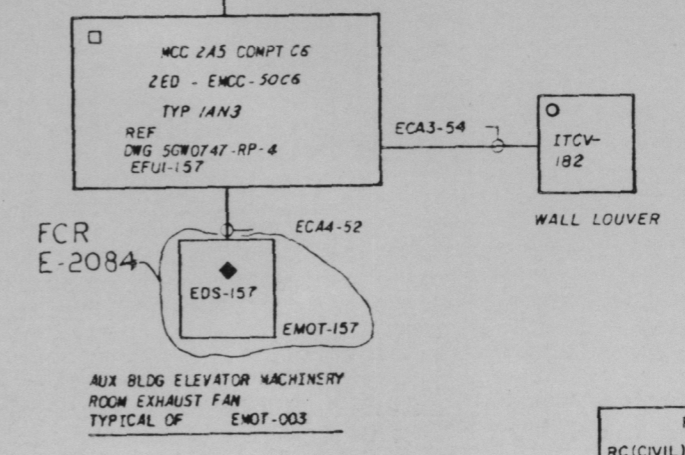 MCC 2A5 COMPT C6
2ED - EMCC-50C6
TYP IAN3
REF
DWG 5GW0747-RP-4
EFUI-157
ECA3-54
ITCV-
182
WALL LOUVER
FCR
E-2084
ECA4-52
EDS-157
EMOT-157
AUX BLDG ELEVATOR MACHINERY
ROOM EXHAUST FAN
TYPICAL OF EMOT-003
RC(CIVIL)